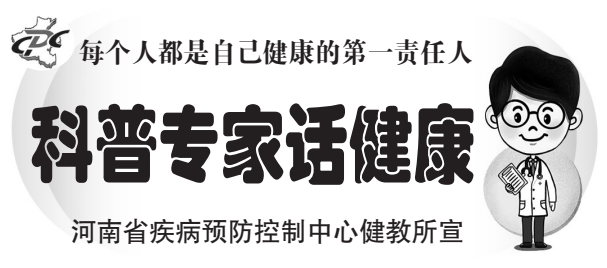 CDC
每个人都是自己健康的第一责任人
科普专家话健康
河南省疾病预防控制中心健教所宣